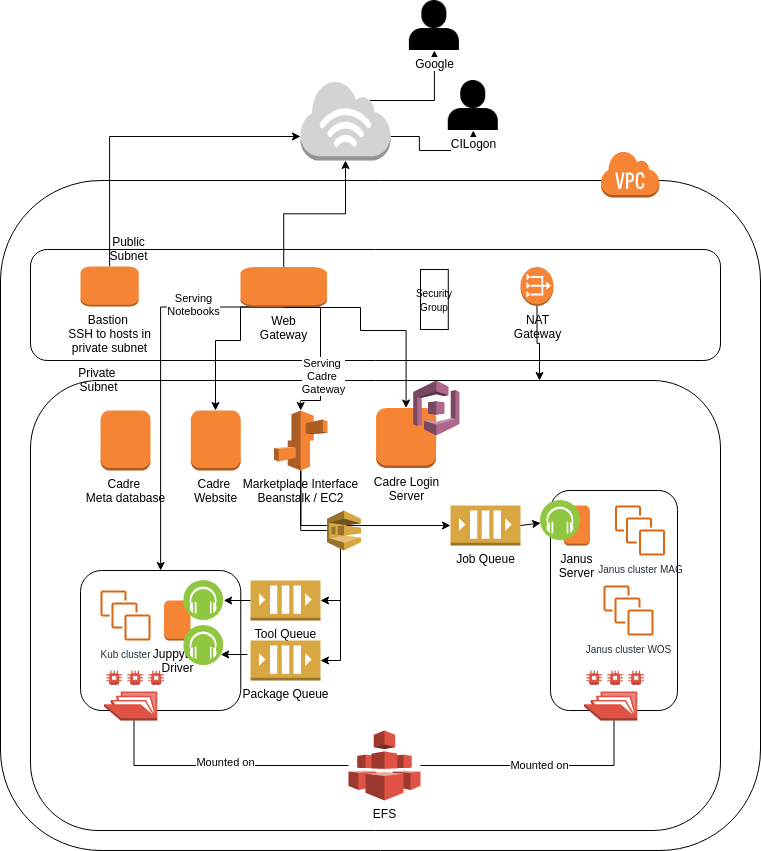 Google
CILogon
VPC
Public
Subnet
Bastion
SSH to hosts in
private subnet
Serving
Notebooks
Web
Gateway
Security
Group
NAT
Gateway
Serving
Cadre
Gateway
Private
Subnet
Cadre
Meta database
Cadre
Website
Marketplace Interface
Beanstalk / EC2
Cadre Login
Server
Job Queue
Janus
Server
Janus cluster MAG
Janus cluster WOS
Kub cluster
Driver
Tool Queue
Package Queue
Mounted on
Mounted on
EFS